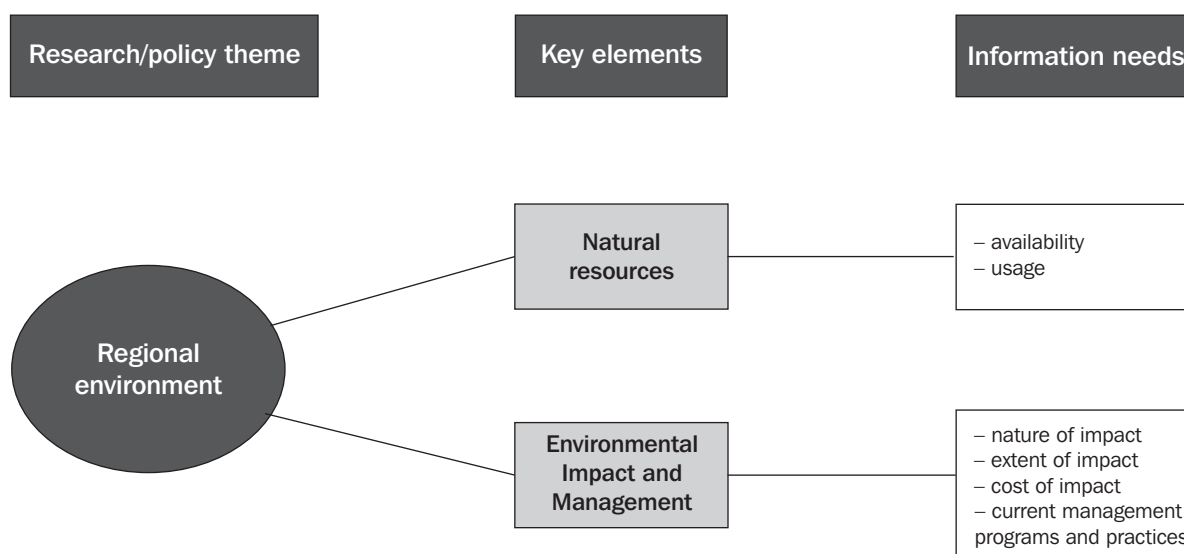 Research/policy theme
Key elements
Information needs
Natural
resources
– availability
– usage
Regional
environment
Environmental
Impact and
Management
– nature of impact
– extent of impact
– cost of impact
– current management
programs and practices